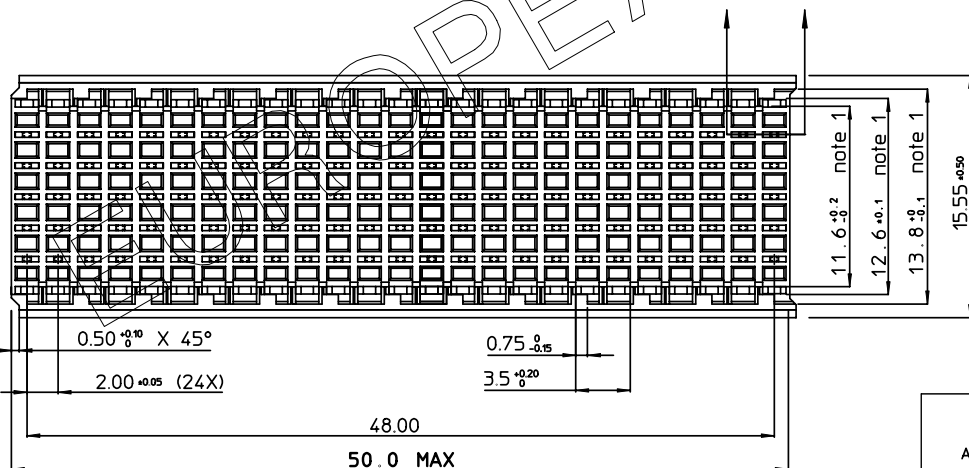 EUROPEA
11.6 +0.2 -0 note 1
12.6 ±0.1 note 1
13.8 +0 -0.1 note 1
15.55 ±0.50
0.50 +0.10 0 X 45°
0.75 0 -0.15
2.00 ±0.05 (24X)
3.5 +0.20 0
48.00
50.0 MAX
A